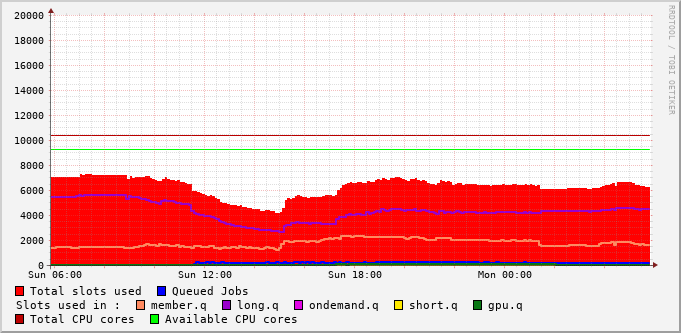 20000
18000
16000
14000
12000
10000
8000
6000
4000
2000
0
Sun 06:00 Sun 12:00 Sun 18:00 Mon 00:00
Total slots used Queued Jobs
Slots used in : member.q long.q ondemand.q short.q gpu.q
Total CPU cores Available CPU cores
RRDTOOL / TOBI OETIKER